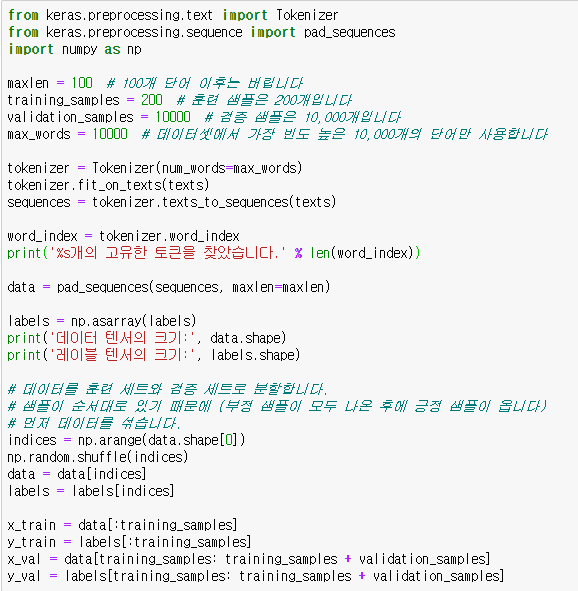 from keras.preprocessing.text import Tokenizer
from keras.preprocessing.sequence import pad_sequences
import numpy as np
maxlen = 100  # 100개 단어 이후는 버립니다
training_samples = 200  # 훈련 샘플은 200개입니다
validation_samples = 10000  # 검증 샘플은 10,000개입니다
max_words = 10000  # 데이터셋에서 가장 빈도 높은 10,000개의 단어만 사용합니다
tokenizer = Tokenizer(num_words=max_words)
tokenizer.fit_on_texts(texts)
sequences = tokenizer.texts_to_sequences(texts)
word_index = tokenizer.word_index
print('%s개의 고유한 토큰을 찾았습니다.' % len(word_index))
data = pad_sequences(sequences, maxlen=maxlen)
labels = np.asarray(labels)
print('데이터 텐서의 크기:', data.shape)
print('레이블 텐서의 크기:', labels.shape)
# 데이터를 훈련 세트와 검증 세트로 분할합니다.
# 샘플이 순서대로 있기 때문에 (부정 샘플이 모두 나온 후에 긍정 샘플이 옵니다)
# 먼저 데이터를 섞습니다.
indices = np.arange(data.shape[0])
np.random.shuffle(indices)
data = data[indices]
labels = labels[indices]
x_train = data[:training_samples]
y_train = labels[:training_samples]
x_val = data[training_samples: training_samples + validation_samples]
y_val = labels[training_samples: training_samples + validation_samples]